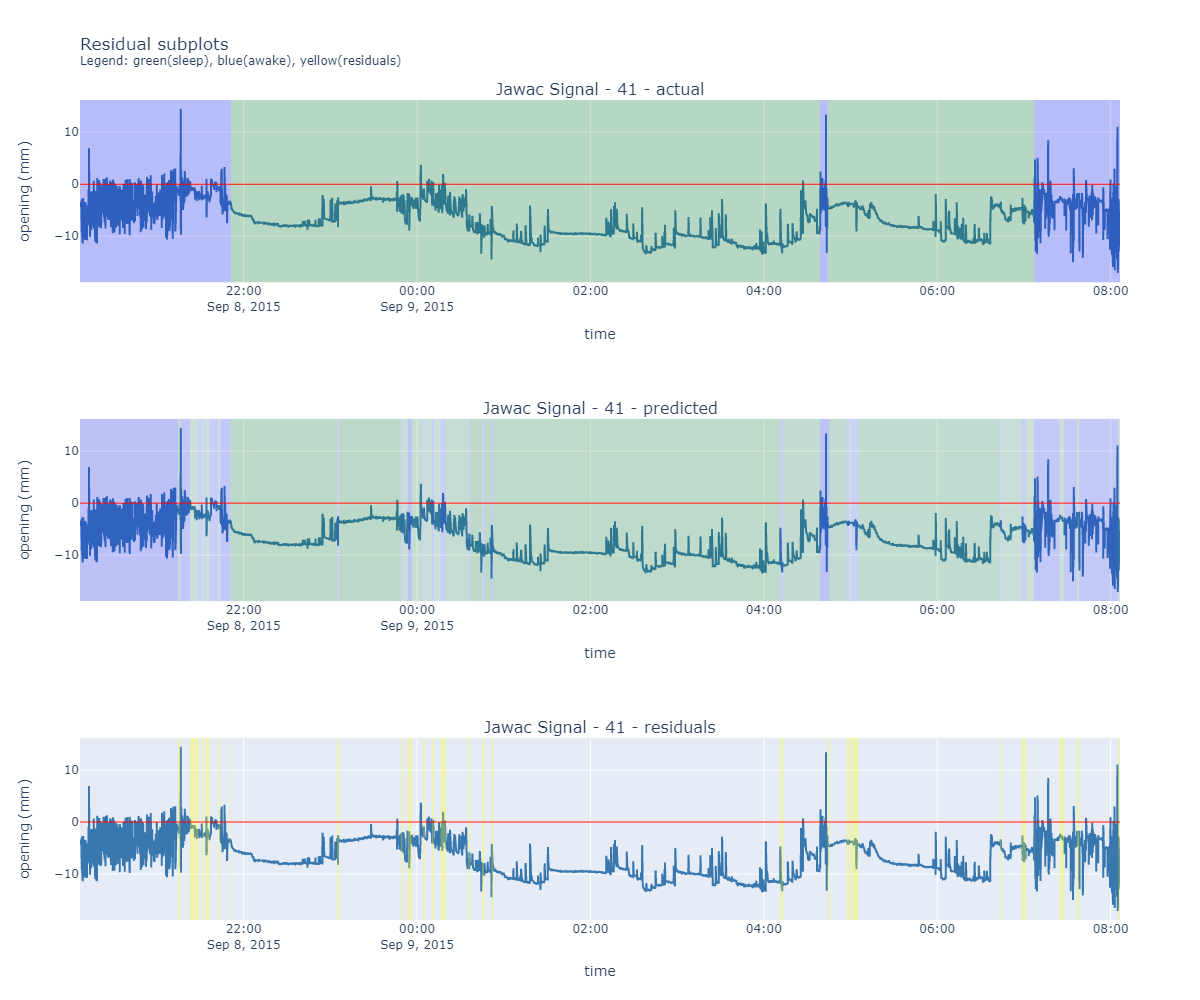 Residual subplots
Legend: green(sleep), blue(awake), yellow(residuals)
Jawac Signal - 41 - actual
opening (mm)
10
0
−10
22:00
Sep 8, 2015
00:00
Sep 9, 2015
02:00
04:00
06:00
08:00
time
Jawac Signal - 41 - predicted
opening (mm)
10
0
−10
22:00
Sep 8, 2015
00:00
Sep 9, 2015
02:00
04:00
06:00
08:00
time
Jawac Signal - 41 - residuals
opening (mm)
10
0
−10
22:00
Sep 8, 2015
00:00
Sep 9, 2015
02:00
04:00
06:00
08:00
time